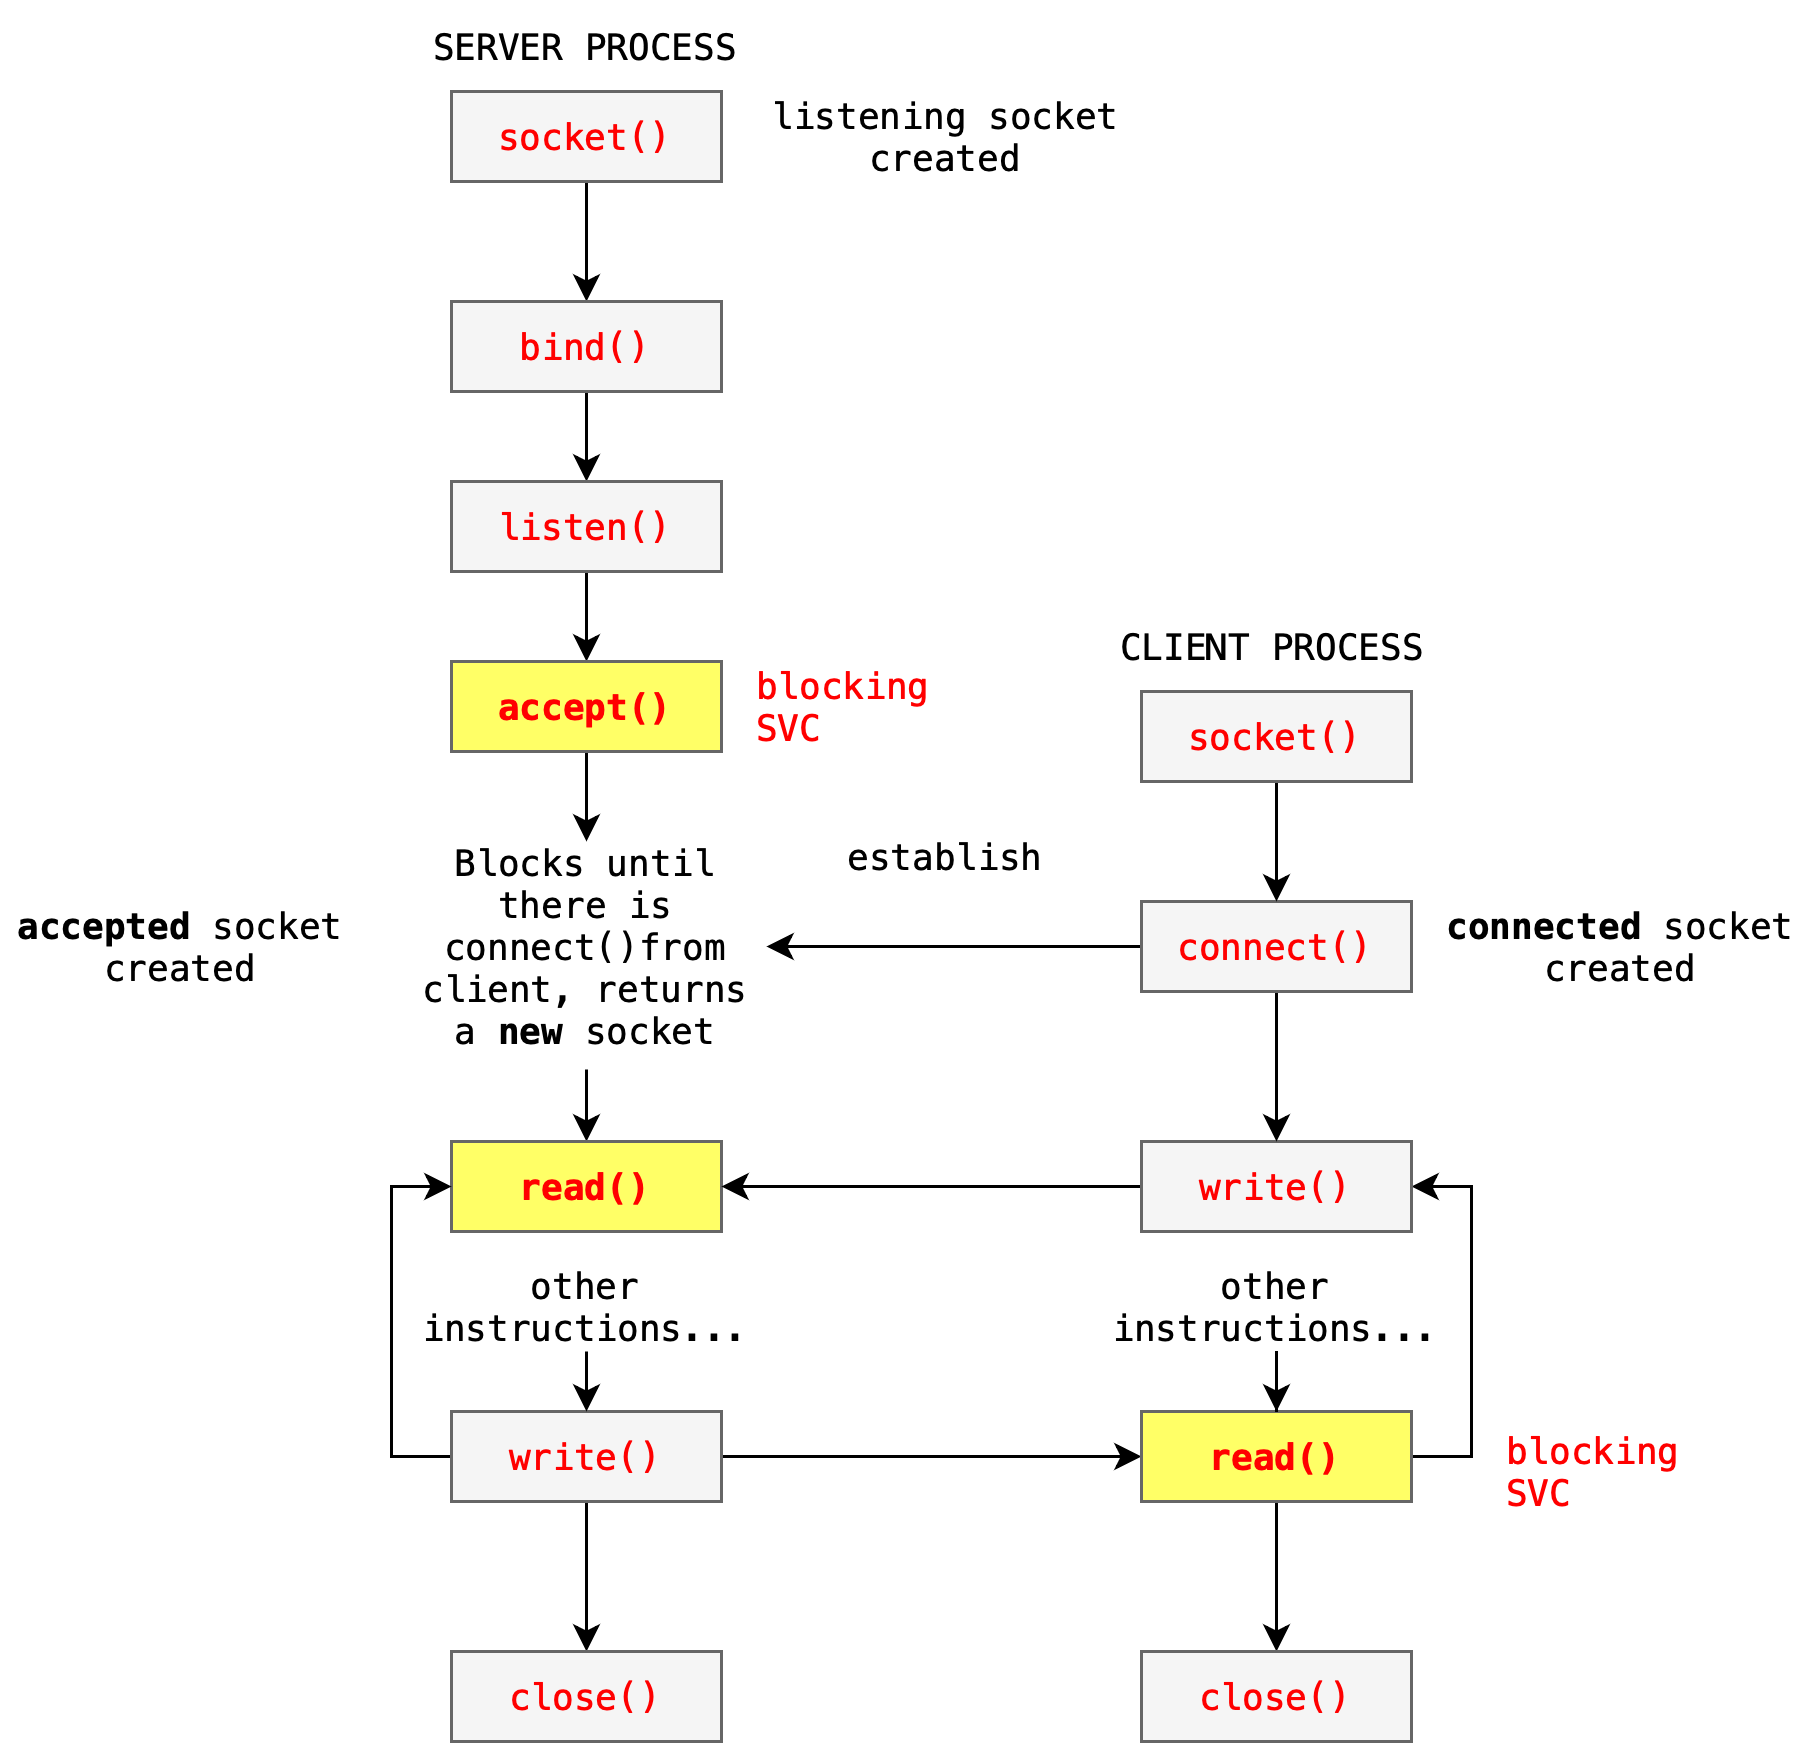 SERVER PROCESS
socket()
listening socket
created
bind()
listen()
accept()
blocking
SVC
CLIENT PROCESS
socket()
Blocks until
there is
connect()from
client, returns
a new socket
accepted socket
created
establish
connect()
connected socket
created
read()
write()
other
instructions...
other
instructions...
write()
read()
blocking
SVC
close()
close()